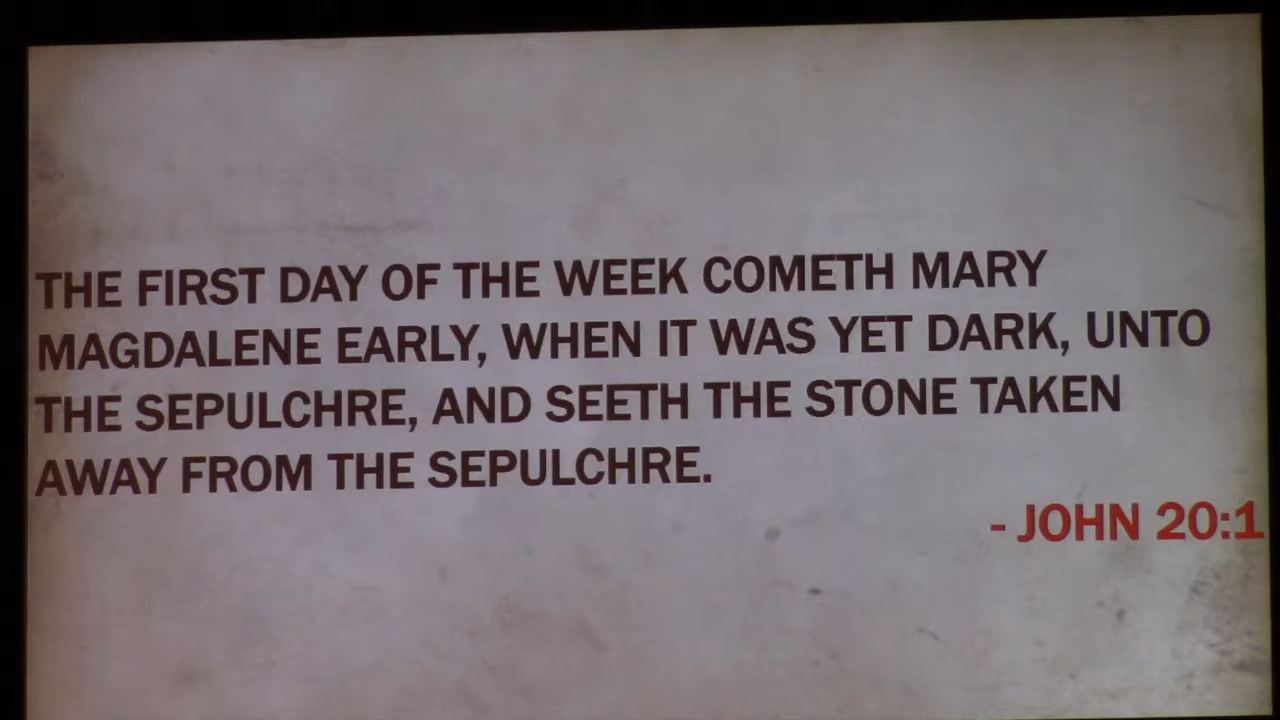 THE FIRST DAY OF THE WEEK COMETH MARY
MAGDALENE EARLY, WHEN IT WAS YET DARK, UNTO
THE SEPULCHRE, AND SEETH THE STONE TAKEN
AWAY FROM THE SEPULCHRE.
- JOHN 20:1